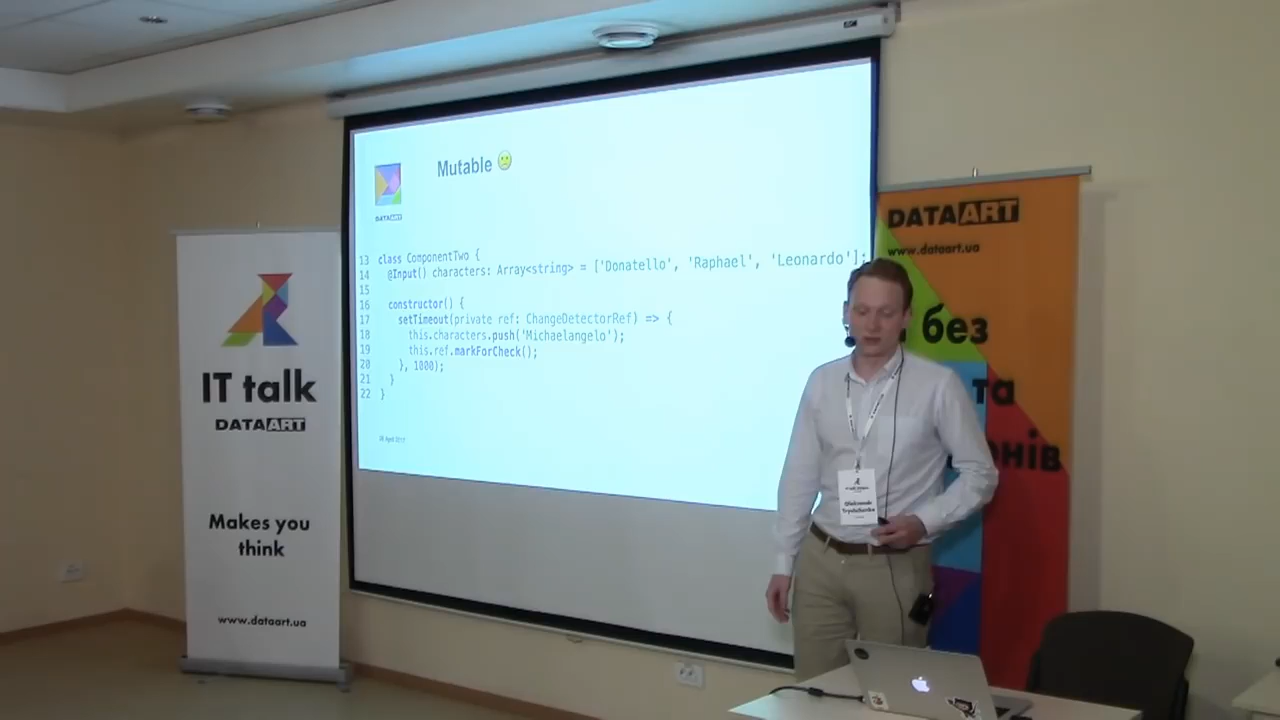 Mutable
DATAART
13 class ComponentTwo {
14 @Input() characters: Array<string> = ['Donatello', 'Raphael', 'Leonardo'];
15
16 constructor() {
17 setTimeout(private ref: ChangeDetectorRef) => {
18 this.characters.push('Michaelangelo');
19 this.ref.markForCheck();
20 }, 1000);
21 }
22 }
IT talk
DATAART
Makes you
think
www.dataart.ua
DATAART
www.dataart.ua
без
та
нів